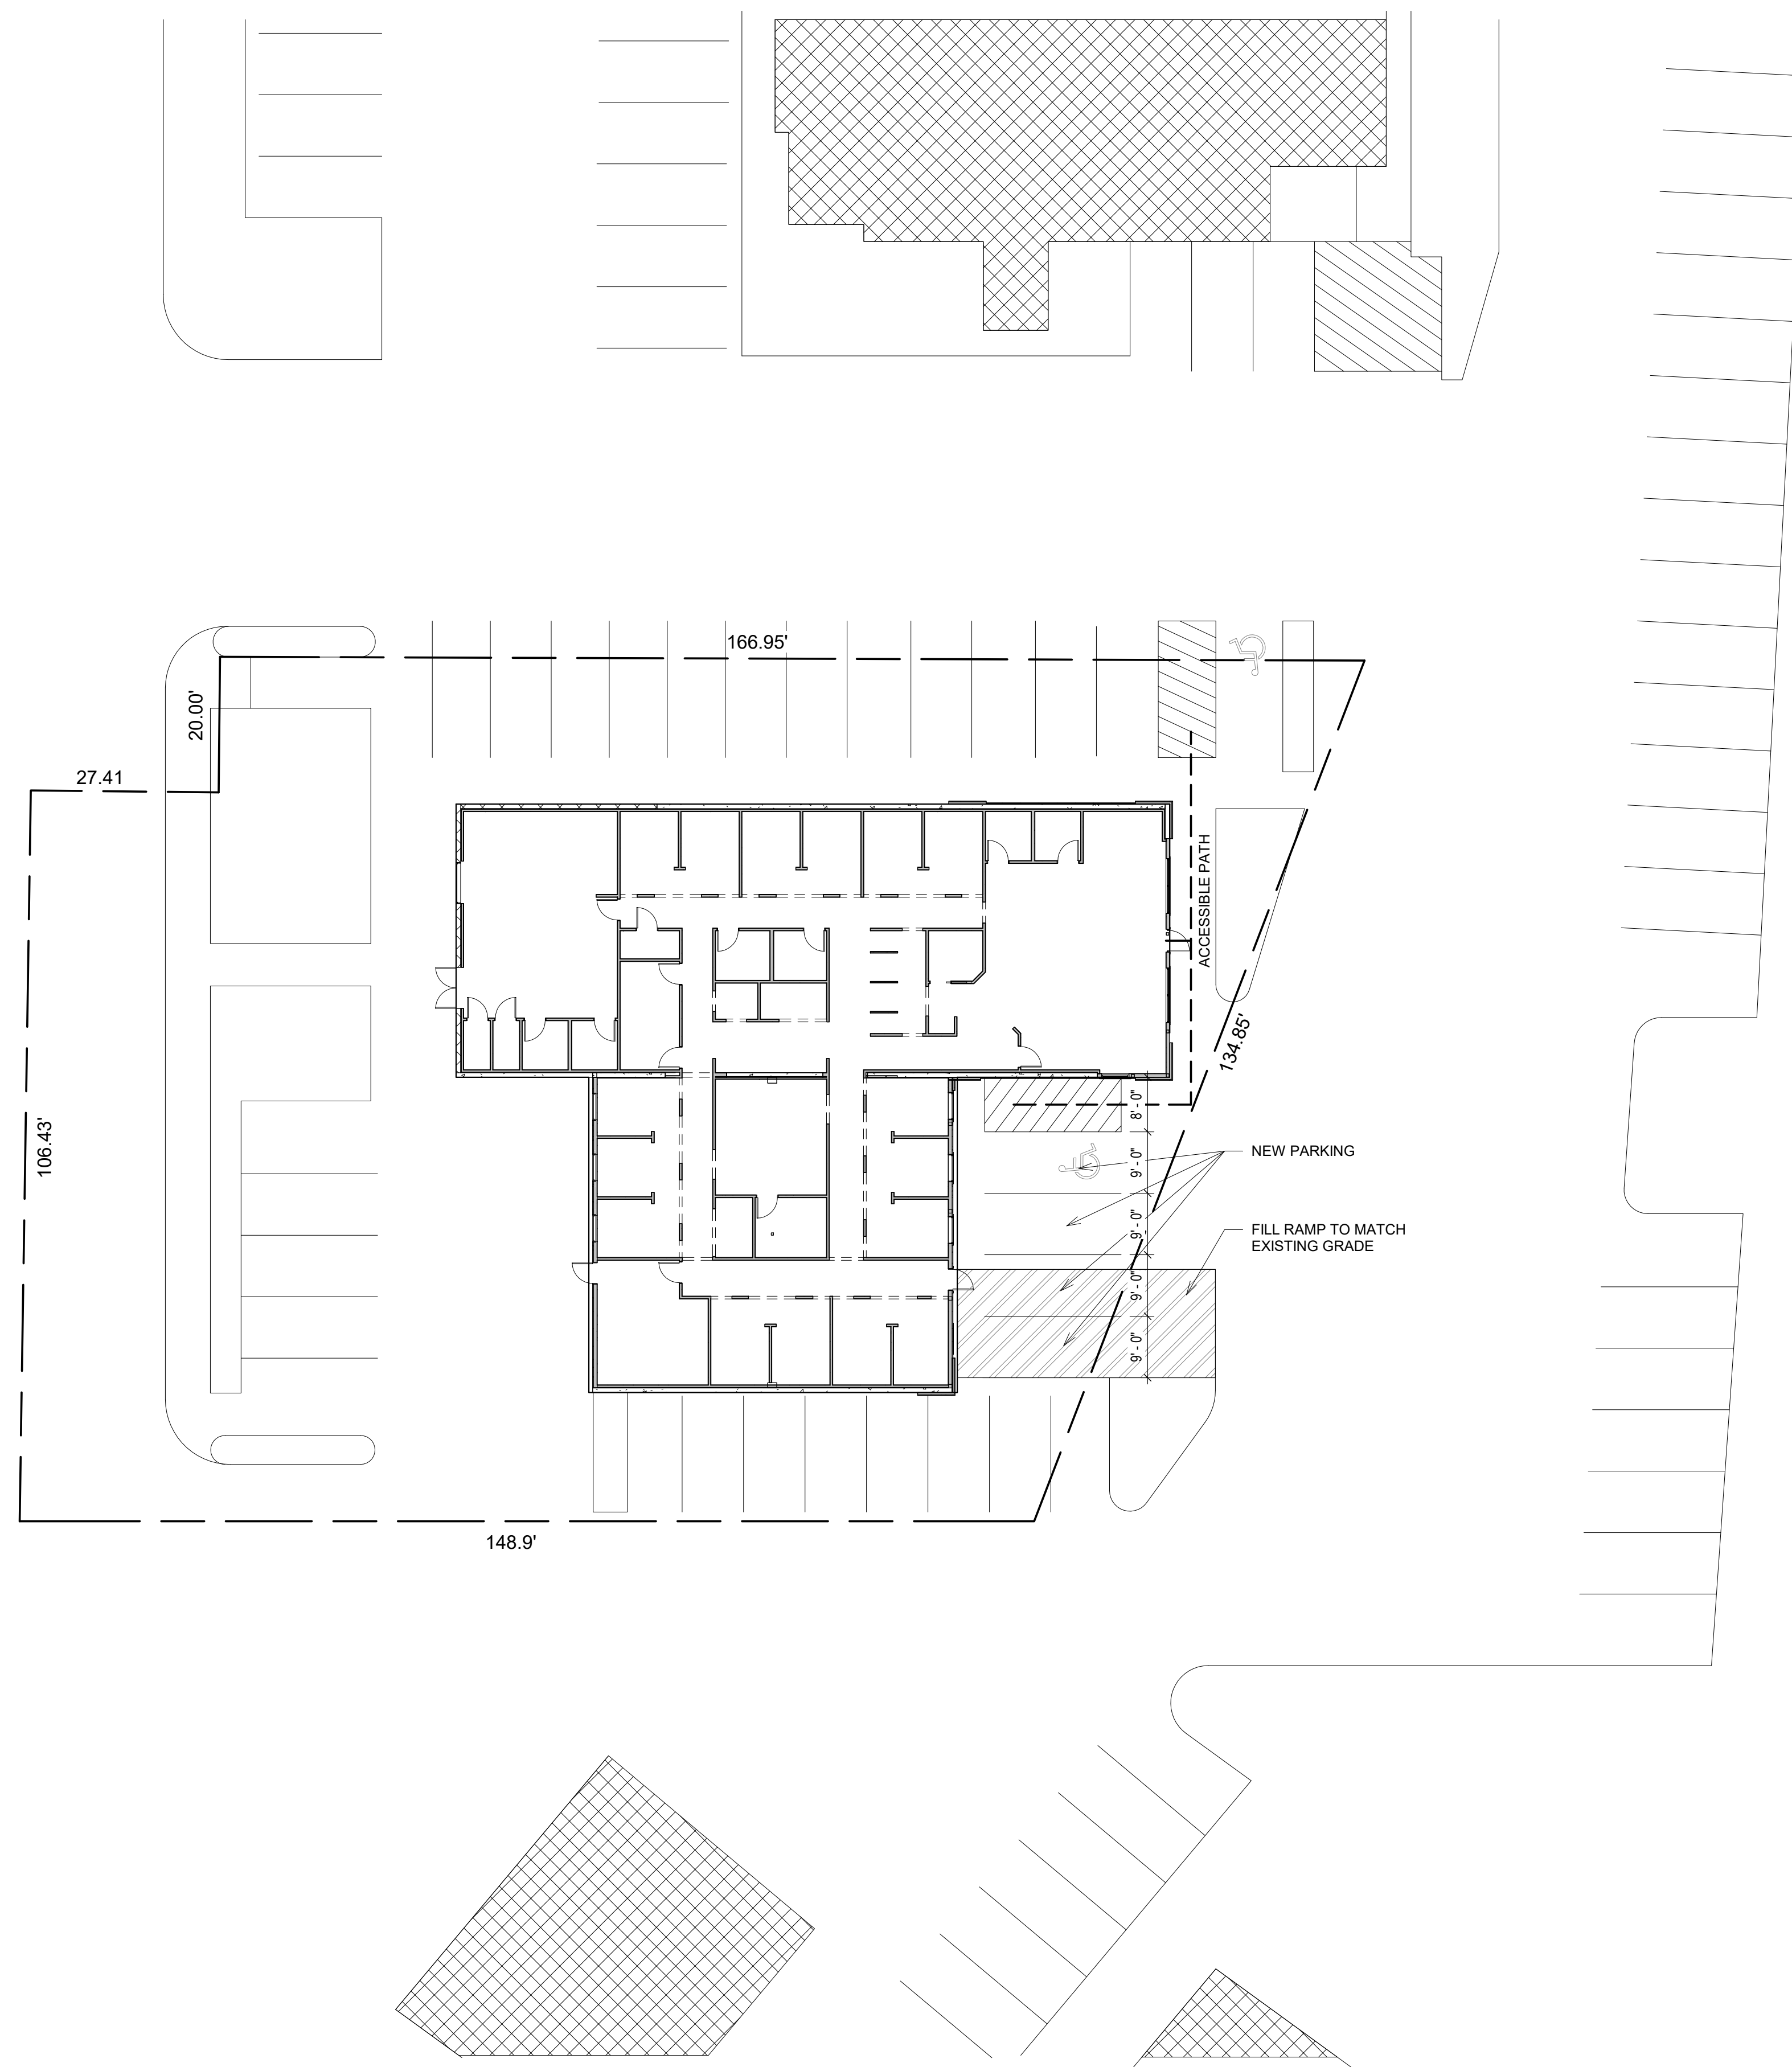 166.95'
20.00'
27.41
ACCESSIBLE PATH
134.85'
8' - 0"
106.43'
9' - 0"
NEW PARKING
9' - 0"
FILL RAMP TO MATCH
EXISTING GRADE
9' - 0"
9' - 0"
148.9'